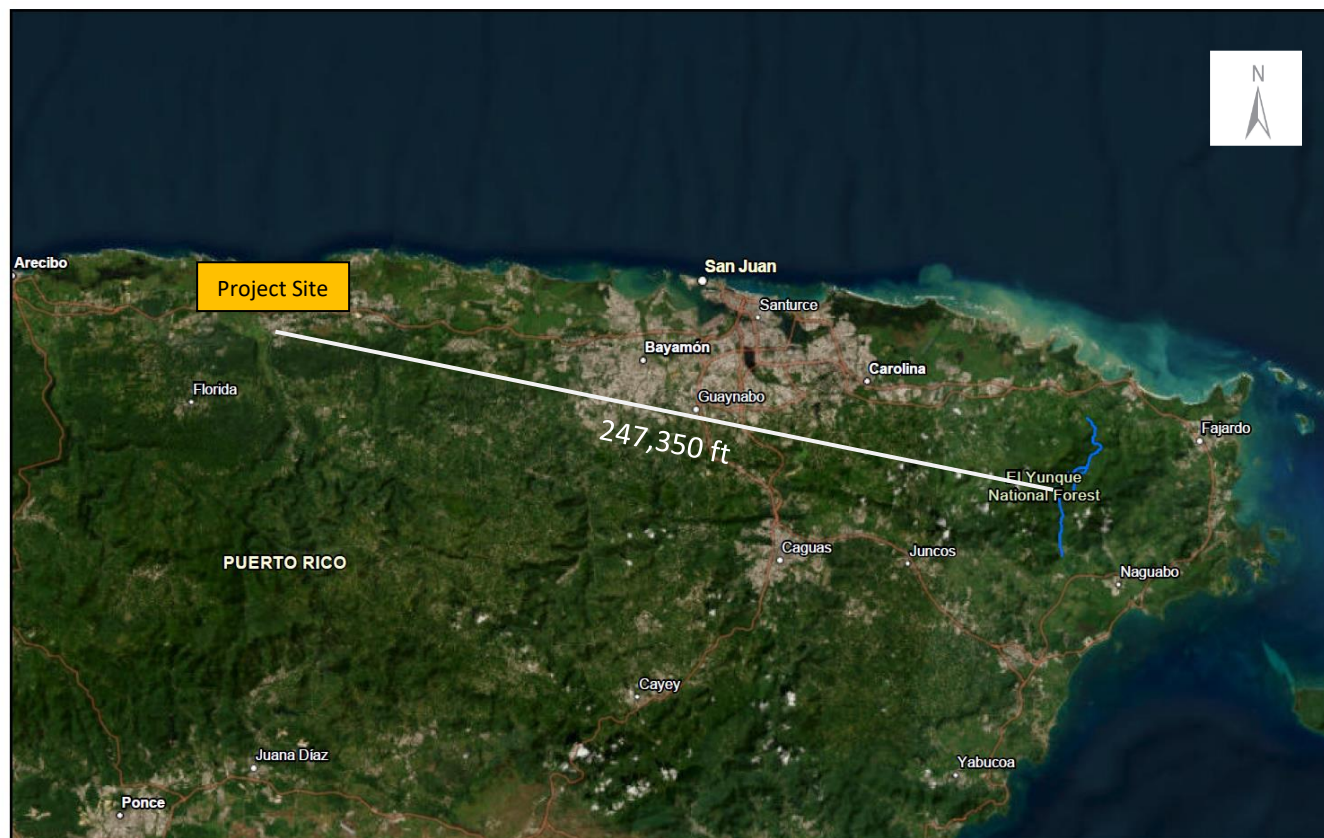 N
Arecibo
San Juan
Project Site
Santurce
Bayamón
Carolina
Florida
Guaynabo
Fajardo
247,350 ft
El Yunque
National Forest
Caguas
Juncos
PUERTO RICO
Naguabo
Cayey
Juana Díaz
Yabucoa
Ponce